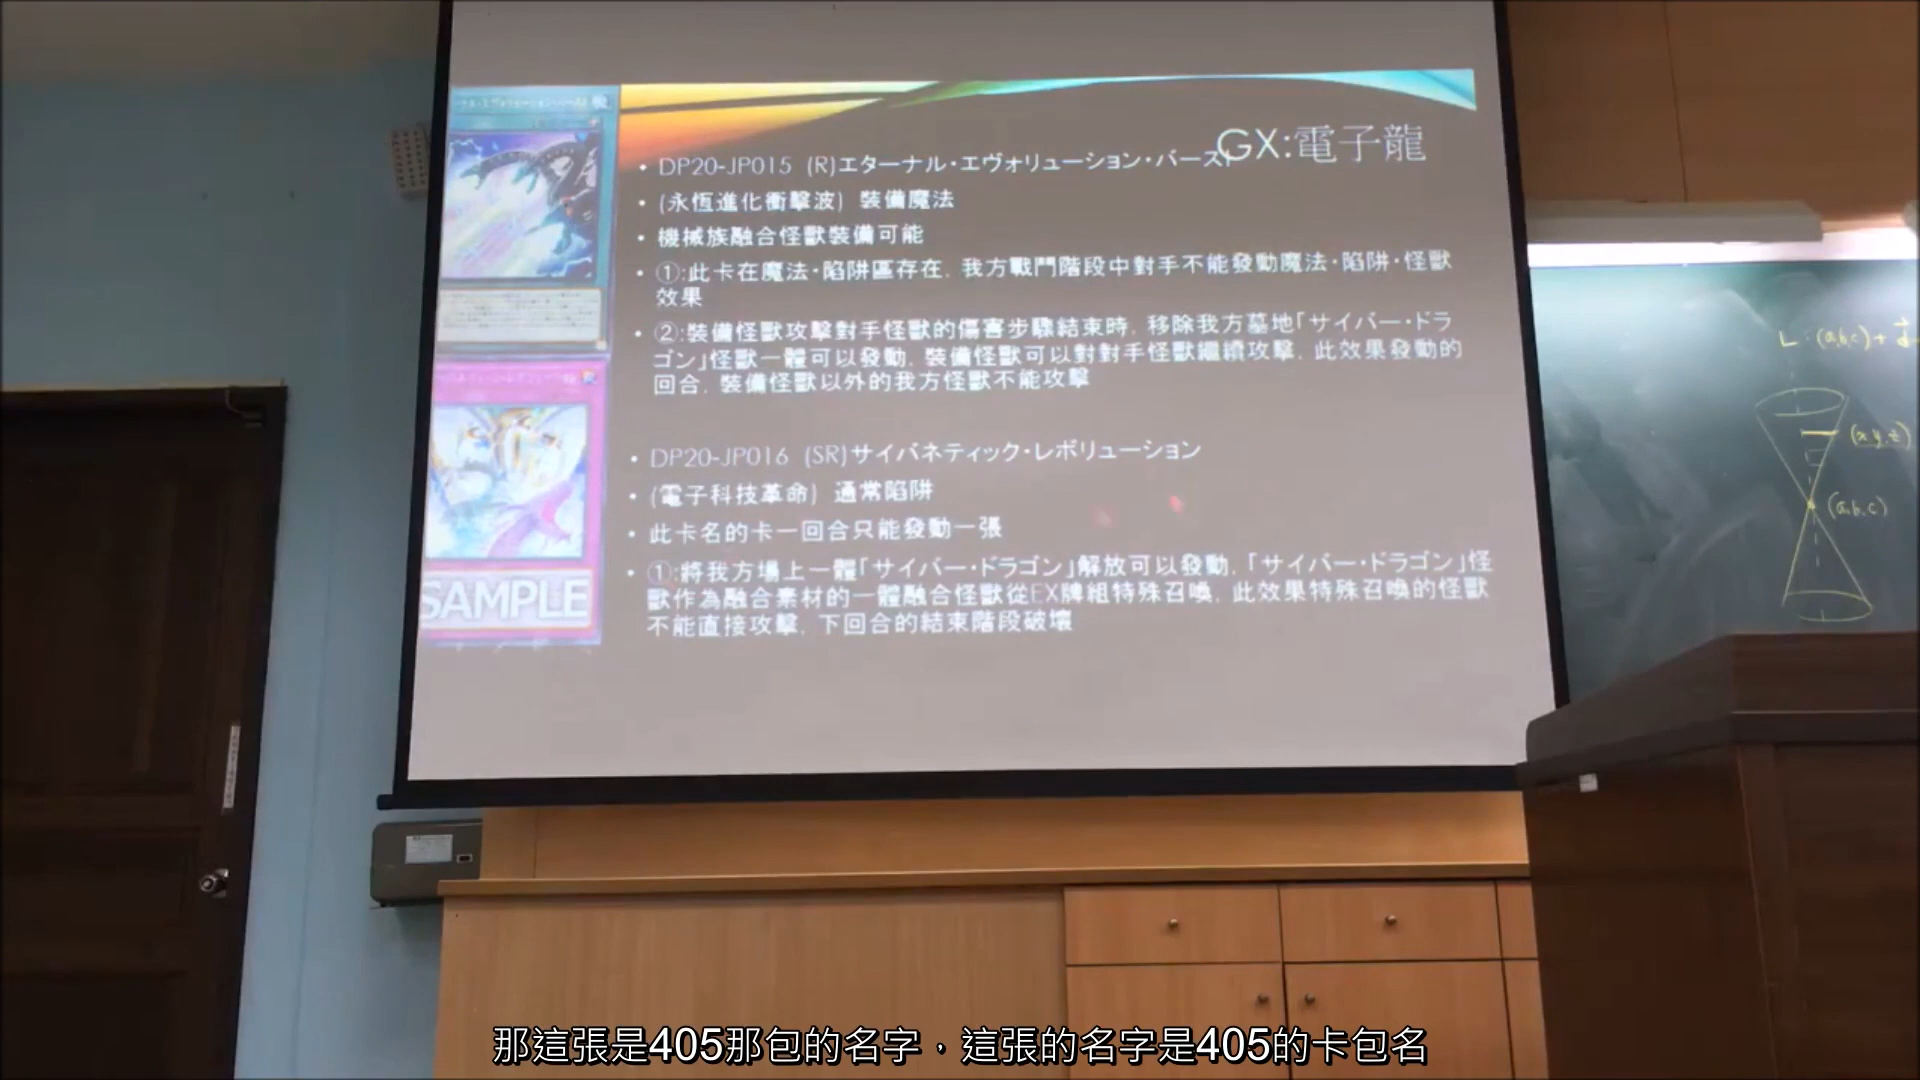 GX:電子龍
• DP20-JP015 (R)エターナル・エヴォリューション・バースト
• (永恆進化衝擊波) 裝備魔法
• 機械族融合怪獸裝備可能
• ①:此卡在魔法・陷阱區存在, 我方戰鬥階段中對手不能發動魔法・陷阱・怪獸
效果
• ②:裝備怪獸攻擊對手怪獸的傷害步驟結束時, 移除我方墓地「サイバー・ドラ
ゴン」怪獸一體可以發動, 裝備怪獸可以對對手怪獸繼續攻擊, 此效果發動的
回合, 裝備怪獸以外的我方怪獸不能攻擊
• DP20-JP016 (SR)サイバネティック・レボリューション
• (電子科技革命) 通常陷阱
• 此卡名的卡一回合只能發動一張
• ①:將我方場上一體「サイバー・ドラゴン」解放可以發動, 「サイバー・ドラゴン」怪
獸作為融合素材的一體融合怪獸從EX牌組特殊召喚, 此效果特殊召喚的怪獸
不能直接攻擊, 下回合的結束階段破壞
SAMPLE
L:(a,b,c)+
(x,y,z)
(a,b,c)
那這張是405那包的名字，這張的名字是405的卡包名